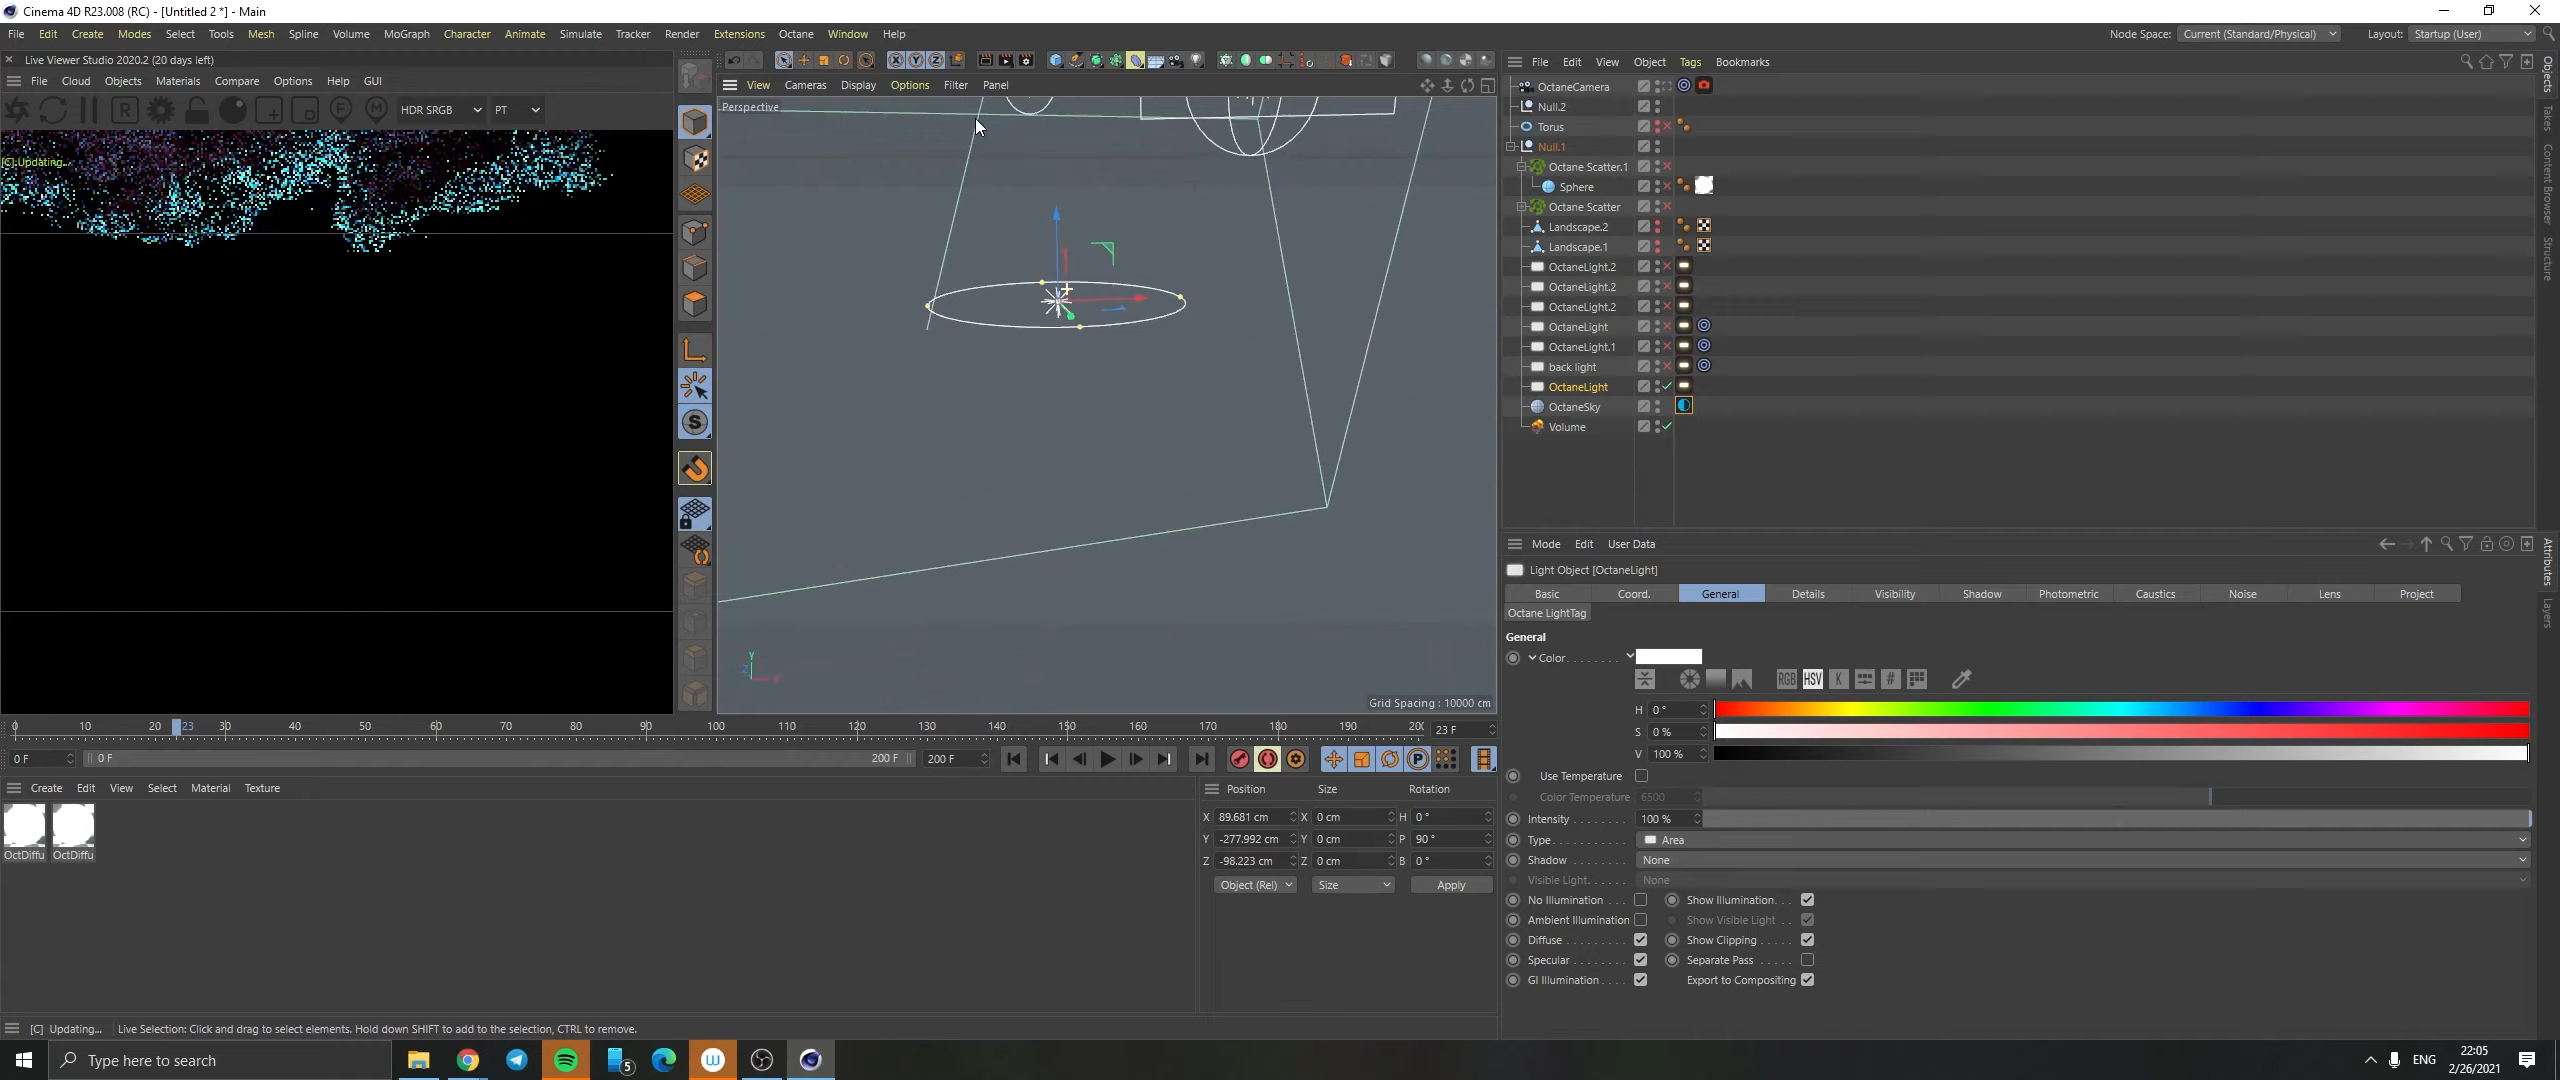 Cinema 4D R23.008 (RC) - [Untitled 2 *] - Main
File Edit Create Modes Select Tools Mesh Spline Volume MoGraph Character Animate Simulate Tracker Render Extensions Octane Window Help
Node Space: Current (Standard/Physical) Layout: Startup (User)
Live Viewer Studio 2020.2 (20 days left)
File Cloud Objects Materials Compare Options Help GUI
HDR SRGB PT
[C] Updating...
View Cameras Display Options Filter Panel
Perspective
Grid Spacing : 10000 cm
File Edit View Object Tags Bookmarks
OctaneCamera
Null.2
Torus
Null.1
Octane Scatter.1
Sphere
Octane Scatter
Landscape.2
Landscape.1
OctaneLight.2
OctaneLight.2
OctaneLight.2
OctaneLight
OctaneLight.1
back light
OctaneLight
OctaneSky
Volume
Objects
Takes
Content Browser
Structure
Mode Edit User Data
Light Object [OctaneLight]
Basic Coord. General Details Visibility Shadow Photometric Caustics Noise Lens Project
Octane LightTag
General
Color
RGB HSV K #
H 0 °
S 0 %
V 100 %
Use Temperature
Color Temperature 6500
Intensity 100 %
Type Area
Shadow None
Visible Light None
No Illumination Show Illumination
Ambient Illumination Show Visible Light
Diffuse Show Clipping
Specular Separate Pass
GI Illumination Export to Compositing
Attributes
Layers
0 10 20 23 30 40 50 60 70 80 90 100 110 120 130 140 150 160 170 180 190 200 23 F
0 F 0 F 200 F 200 F
Create Edit View Select Material Texture
OctDiffu OctDiffu
Position Size Rotation
X 89.681 cm X 0 cm H 0 °
Y -277.992 cm Y 0 cm P 90 °
Z -98.223 cm Z 0 cm B 0 °
Object (Rel) Size Apply
[C] Updating... Live Selection: Click and drag to select elements. Hold down SHIFT to add to the selection, CTRL to remove.
Type here to search
5
ENG
22:05
2/26/2021